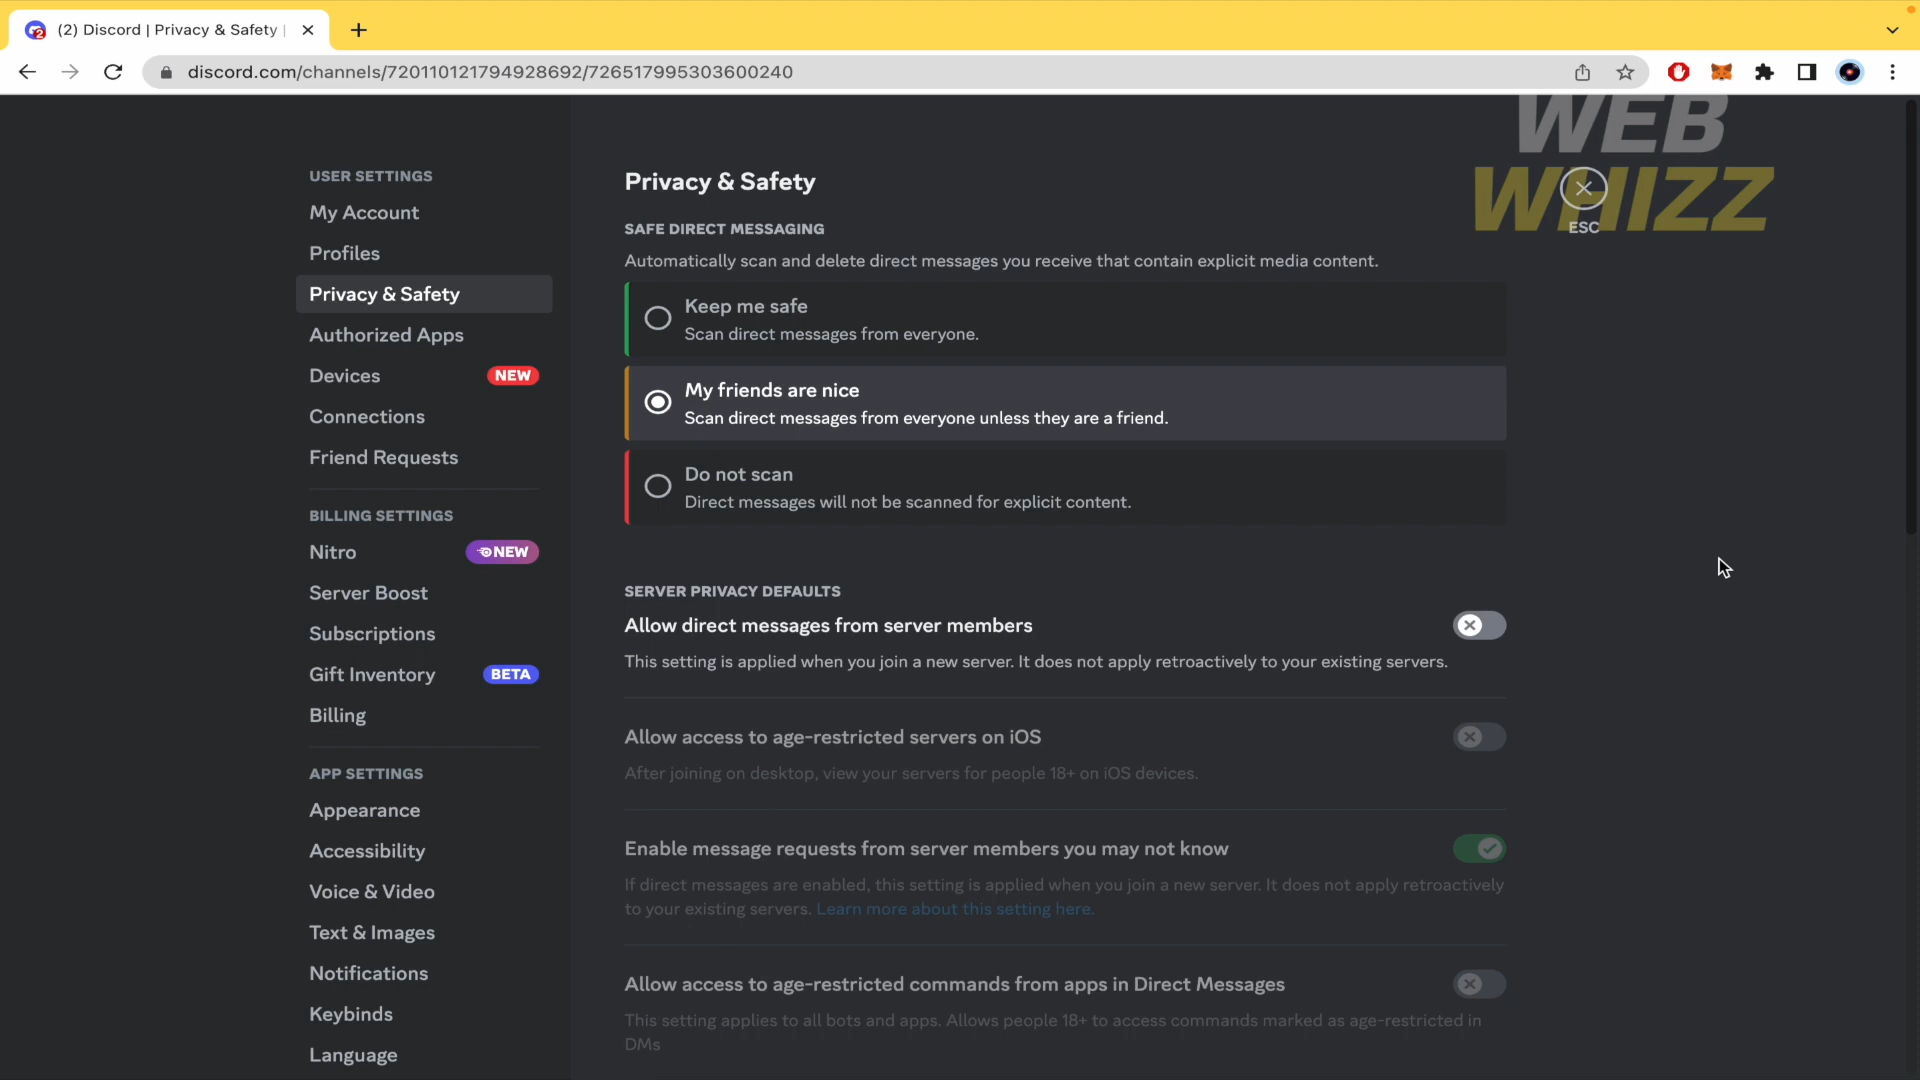 (2) Discord | Privacy & Safety |
discord.com/channels/720110121794928692/726517995303600240
WEB
WHIZZ
ESC
USER SETTINGS
My Account
Profiles
Privacy & Safety
Authorized Apps
Devices NEW
Connections
Friend Requests
BILLING SETTINGS
Nitro NEW
Server Boost
Subscriptions
Gift Inventory BETA
Billing
APP SETTINGS
Appearance
Accessibility
Voice & Video
Text & Images
Notifications
Keybinds
Language
Privacy & Safety
SAFE DIRECT MESSAGING
Automatically scan and delete direct messages you receive that contain explicit media content.
Keep me safe
Scan direct messages from everyone.
My friends are nice
Scan direct messages from everyone unless they are a friend.
Do not scan
Direct messages will not be scanned for explicit content.
SERVER PRIVACY DEFAULTS
Allow direct messages from server members
This setting is applied when you join a new server. It does not apply retroactively to your existing servers.
Allow access to age-restricted servers on iOS
After joining on desktop, view your servers for people 18+ on iOS devices.
Enable message requests from server members you may not know
If direct messages are enabled, this setting is applied when you join a new server. It does not apply retroactively
to your existing servers. Learn more about this setting here.
Allow access to age-restricted commands from apps in Direct Messages
This setting applies to all bots and apps. Allows people 18+ to access commands marked as age-restricted in
DMs